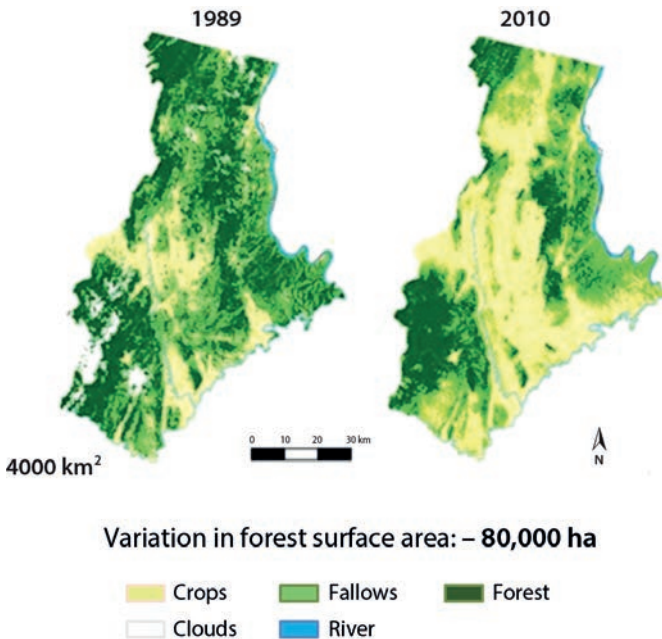 1989 2010
4000 km²
0 10 20 30 km
N
Variation in forest surface area: – 80,000 ha
Crops Fallows Forest
Clouds River